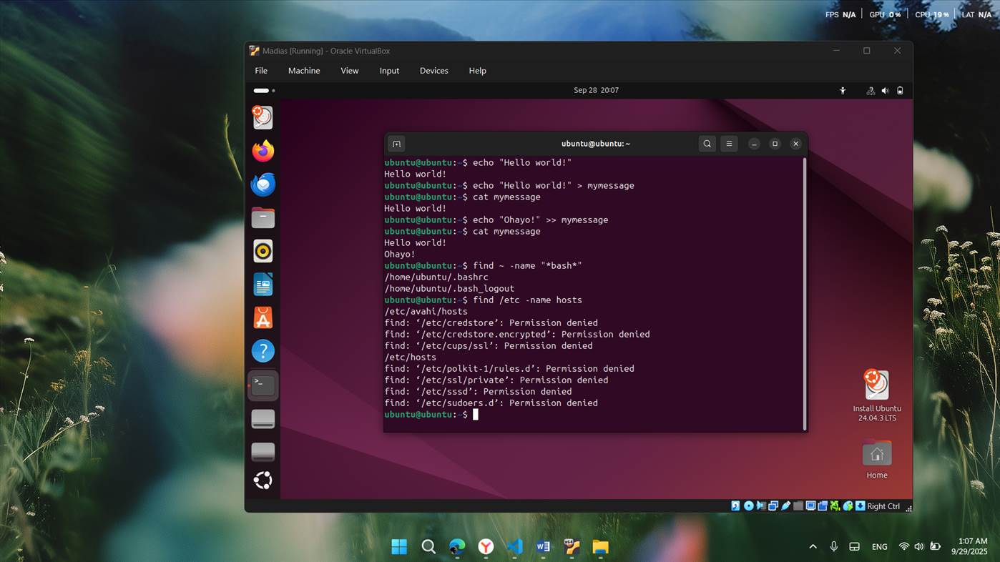 FPS N/A GPU 0% CPU 19% LAT N/A
Madias [Running] - Oracle VirtualBox
File Machine View Input Devices Help
Sep 28 20:07
ubuntu@ubuntu: ~
ubuntu@ubuntu:~$ echo "Hello world!"
Hello world!
ubuntu@ubuntu:~$ echo "Hello world!" > mymessage
ubuntu@ubuntu:~$ cat mymessage
Hello world!
ubuntu@ubuntu:~$ echo "Ohayo!" >> mymessage
ubuntu@ubuntu:~$ cat mymessage
Hello world!
Ohayo!
ubuntu@ubuntu:~$ find ~ -name "*bash*"
/home/ubuntu/.bashrc
/home/ubuntu/.bash_logout
ubuntu@ubuntu:~$ find /etc -name hosts
/etc/avahi/hosts
find: ‘/etc/credstore’: Permission denied
find: ‘/etc/credstore.encrypted’: Permission denied
find: ‘/etc/cups/ssl’: Permission denied
/etc/hosts
find: ‘/etc/polkit-1/rules.d’: Permission denied
find: ‘/etc/ssl/private’: Permission denied
find: ‘/etc/sssd’: Permission denied
find: ‘/etc/sudoers.d’: Permission denied
ubuntu@ubuntu:~$
Install Ubuntu
24.04.3 LTS
Home
Right Ctrl
ENG
1:07 AM
9/29/2025